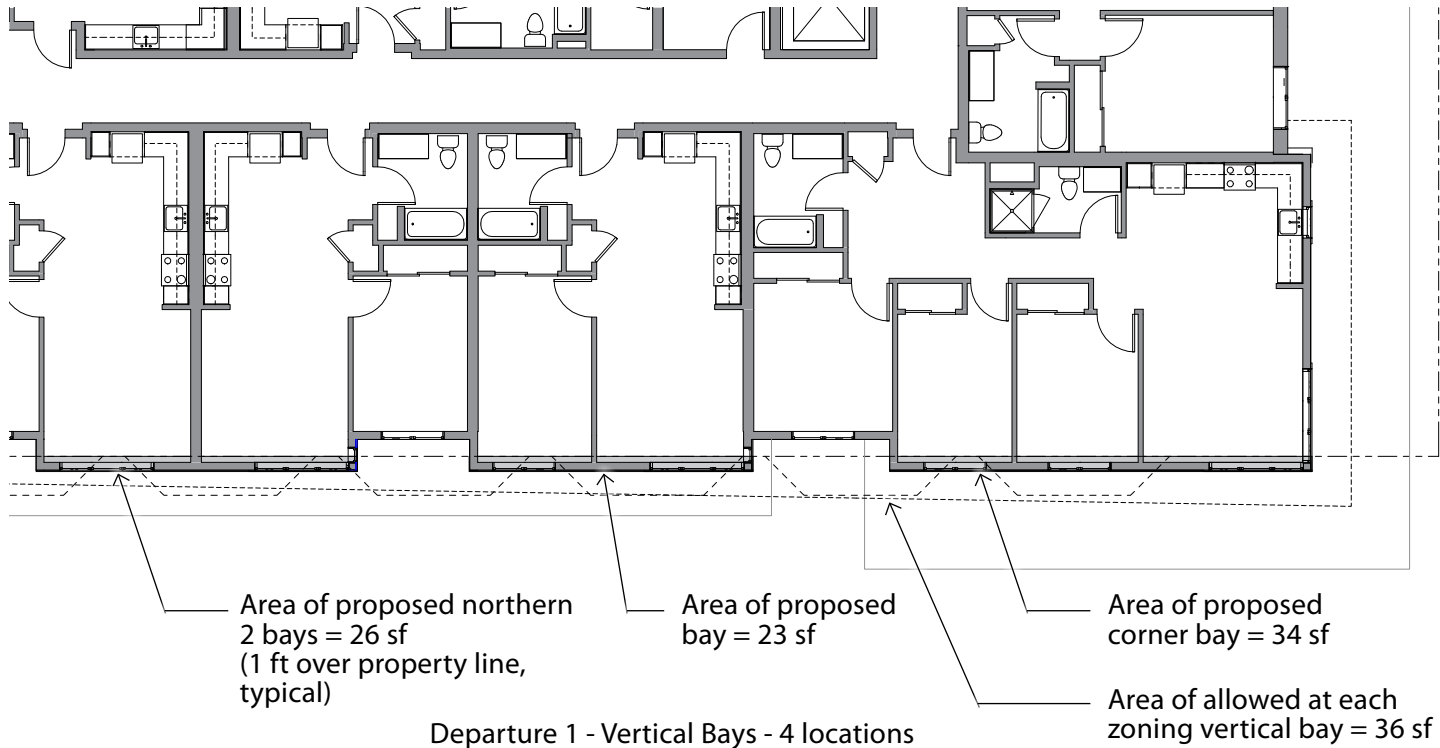 Area of proposed northern
2 bays = 26 sf
(1 ft over property line,
typical)
Area of proposed
bay = 23 sf
Area of proposed
corner bay = 34 sf
Area of allowed at each
zoning vertical bay = 36 sf
Departure 1 - Vertical Bays - 4 locations